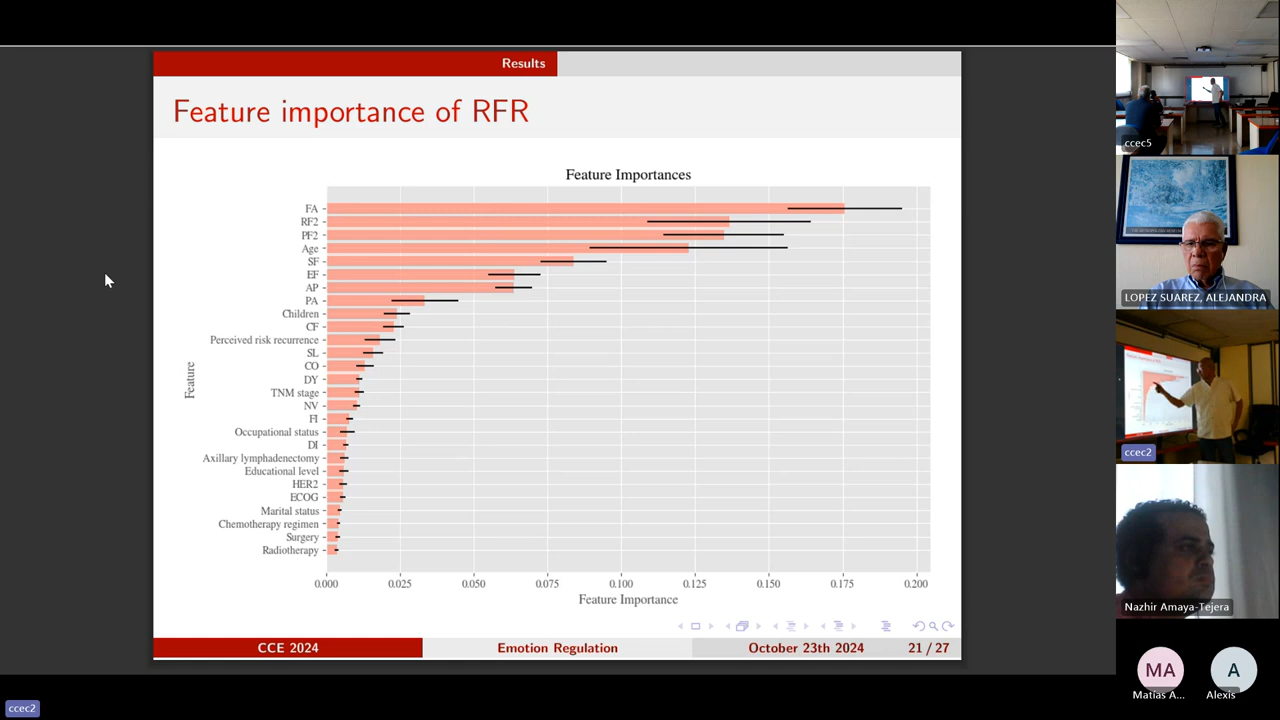 Results
Feature importance of RFR
Feature Importances
FA
RF2
PF2
Age
SF
EF
AP
PA
Children
CF
Perceived risk recurrence
SL
CO
DY
TNM stage
NV
FI
Occupational status
DI
Axillary lymphadenectomy
Educational level
HER2
ECOG
Marital status
Chemotherapy regimen
Surgery
Radiotherapy
Feature
0.000 0.025 0.050 0.075 0.100 0.125 0.150 0.175 0.200
Feature Importance
CCE 2024 Emotion Regulation October 23th 2024 21 / 27
ccec2
ccec5
LOPEZ SUAREZ, ALEJANDRA
ccec2
Nazhir Amaya-Tejera
MA A
Matías A... Alexis